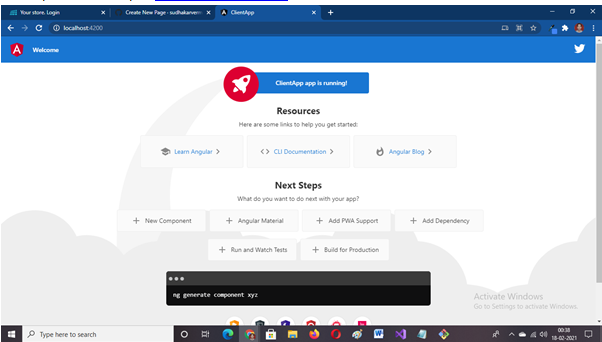 Your store. Login
Create New Page - sudhakarverm
ClientApp
localhost:4200
Welcome
ClientApp app is running!
Resources
Here are some links to help you get started:
Learn Angular
CLI Documentation
Angular Blog
Next Steps
What do you want to do next with your app?
New Component
Angular Material
Add PWA Support
Add Dependency
Run and Watch Tests
Build for Production
ng generate component xyz
Activate Windows
Go to Settings to activate Windows.
Type here to search
00:38
18-02-2021